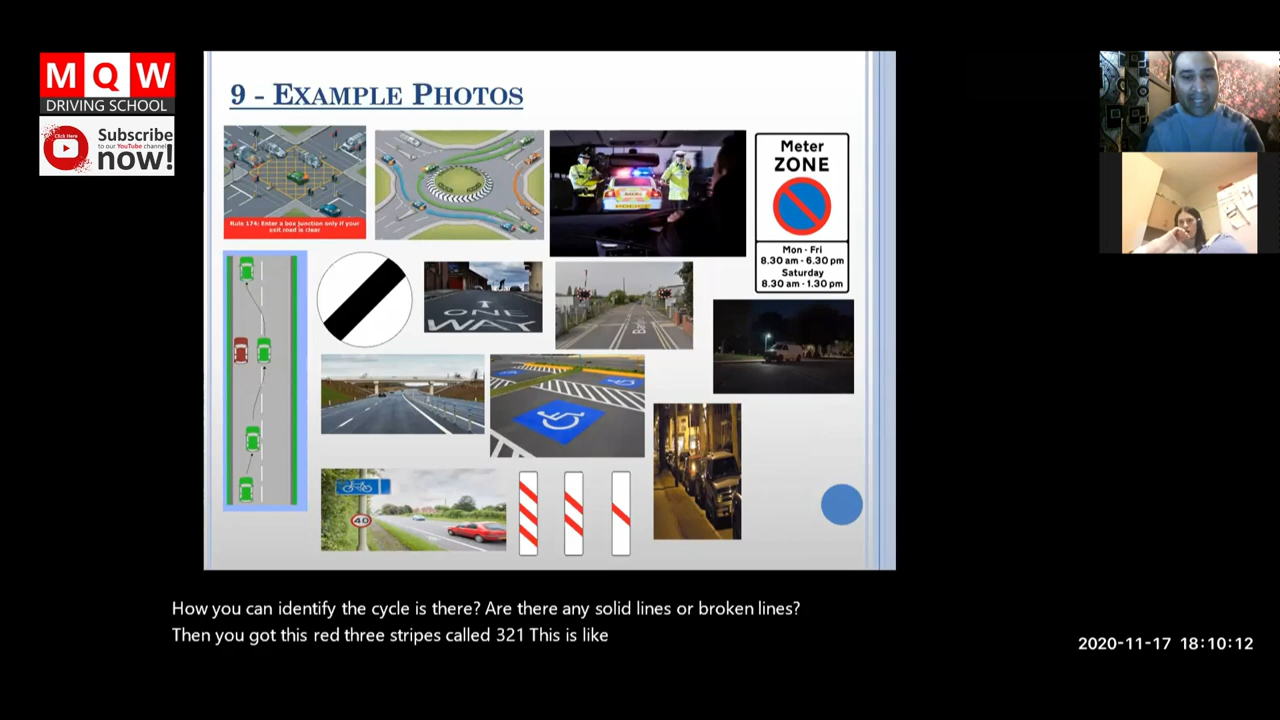 MQW
DRIVING SCHOOL
Click Here
Subscribe
to our YouTube channel
now!
9 - EXAMPLE PHOTOS
Rule 174: Enter a box junction only if your
exit road is clear
POLICE
Meter
ZONE
Mon - Fri
8.30 am - 6.30 pm
Saturday
8.30 am - 1.30 pm
ONE
WAY
40
How you can identify the cycle is there? Are there any solid lines or broken lines?
Then you got this red three stripes called 321 This is like
2020-11-17 18:10:12